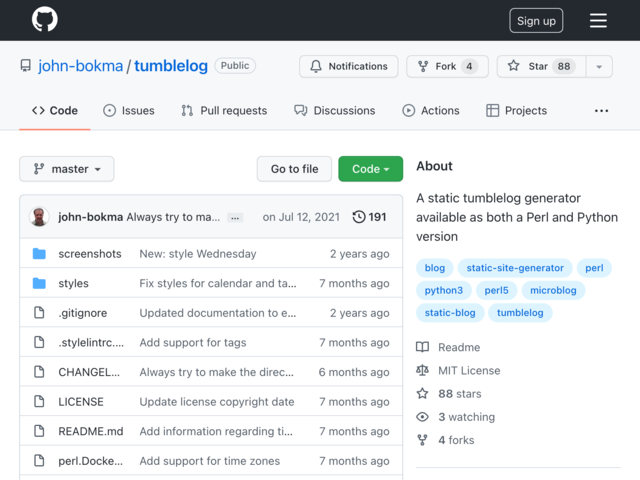 Sign up
john-bokma / tumblelog Public
Notifications Fork 4 Star 88
Code Issues Pull requests Discussions Actions Projects ...
master Go to file Code
About
A static tumblelog generator
available as both a Perl and Python
version
blog static-site-generator perl
python3 perl5 microblog
static-blog tumblelog
Readme
MIT License
88 stars
3 watching
4 forks
john-bokma Always try to ma... ... on Jul 12, 2021 191
screenshots New: style Wednesday 2 years ago
styles Fix styles for calendar and ta... 7 months ago
.gitignore Updated documentation to e... 2 years ago
.stylelintrc.... Add support for tags 7 months ago
CHANGEL... Always try to make the direc... 6 months ago
LICENSE Update license copyright date 7 months ago
README.md Add information regarding ti... 7 months ago
perl.Docke... Add support for time zones 7 months ago